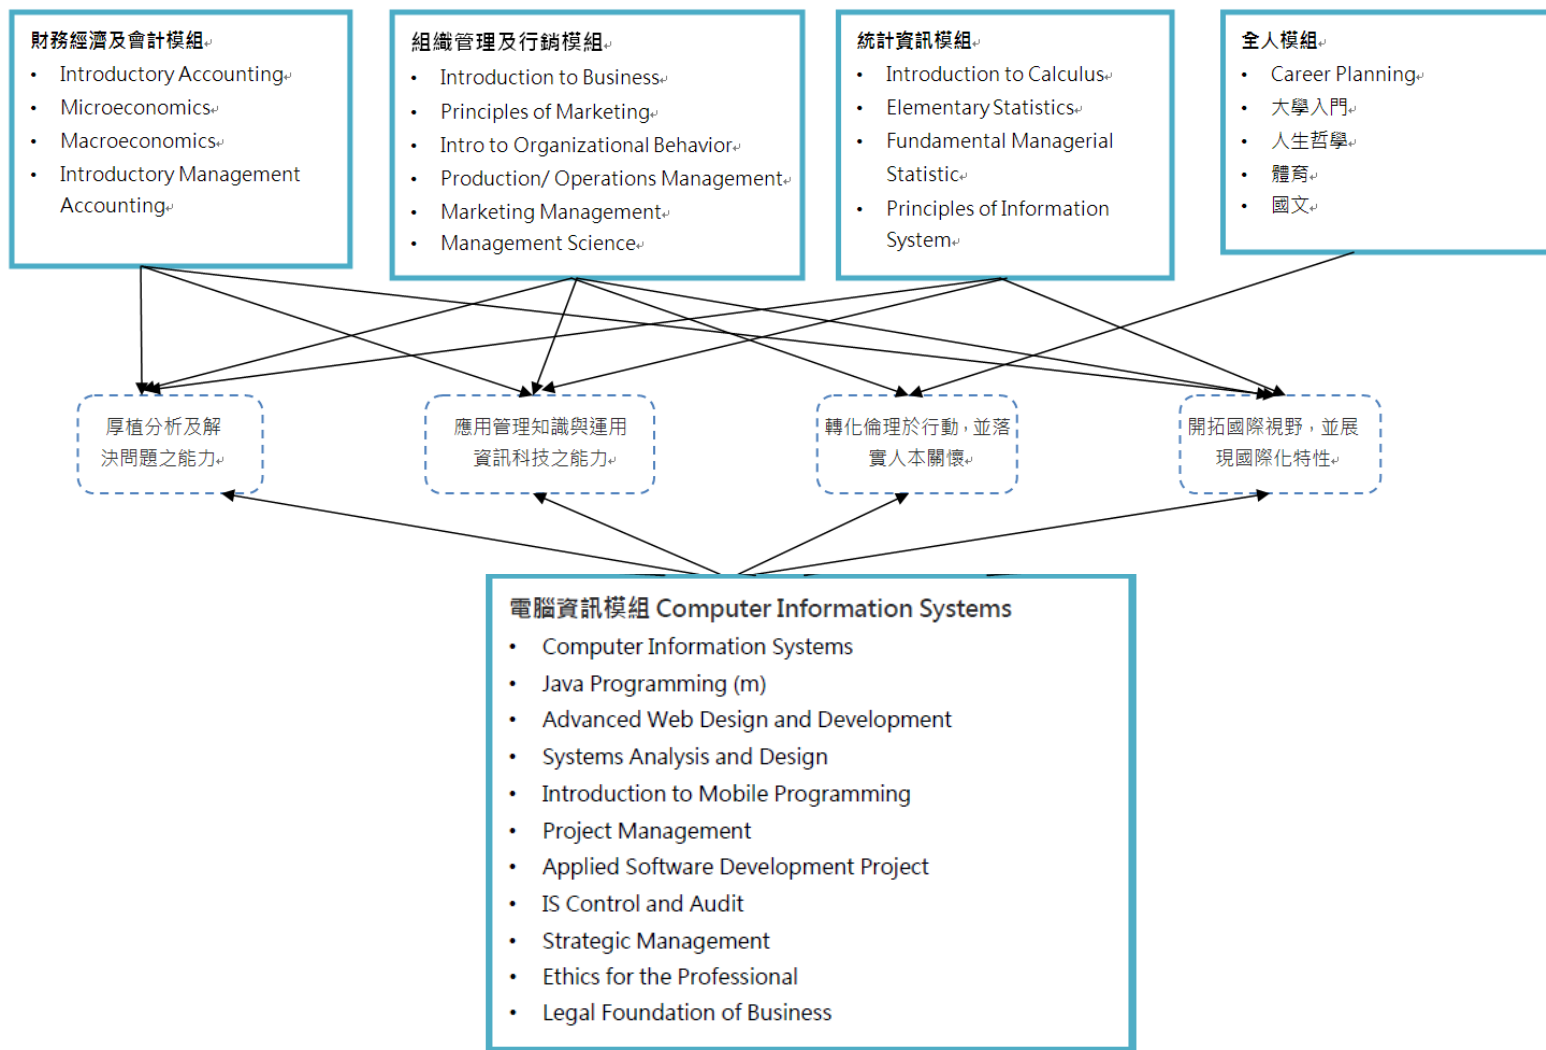 財務經濟及會計模組
• Introductory Accounting
• Microeconomics
• Macroeconomics
• Introductory Management
Accounting
組織管理及行銷模組
• Introduction to Business
• Principles of Marketing
• Intro to Organizational Behavior
• Production/ Operations Management
• Marketing Management
• Management Science
統計資訊模組
• Introduction to Calculus
• Elementary Statistics
• Fundamental Managerial
Statistic
• Principles of Information
System
全人模組
• Career Planning
• 大學入門
• 人生哲學
• 體育
• 國文
厚植分析及解
決問題之能力
應用管理知識與運用
資訊科技之能力
轉化倫理於行動，並落
實人本關懷
開拓國際視野，並展
現國際化特性
電腦資訊模組 Computer Information Systems
• Computer Information Systems
• Java Programming (m)
• Advanced Web Design and Development
• Systems Analysis and Design
• Introduction to Mobile Programming
• Project Management
• Applied Software Development Project
• IS Control and Audit
• Strategic Management
• Ethics for the Professional
• Legal Foundation of Business